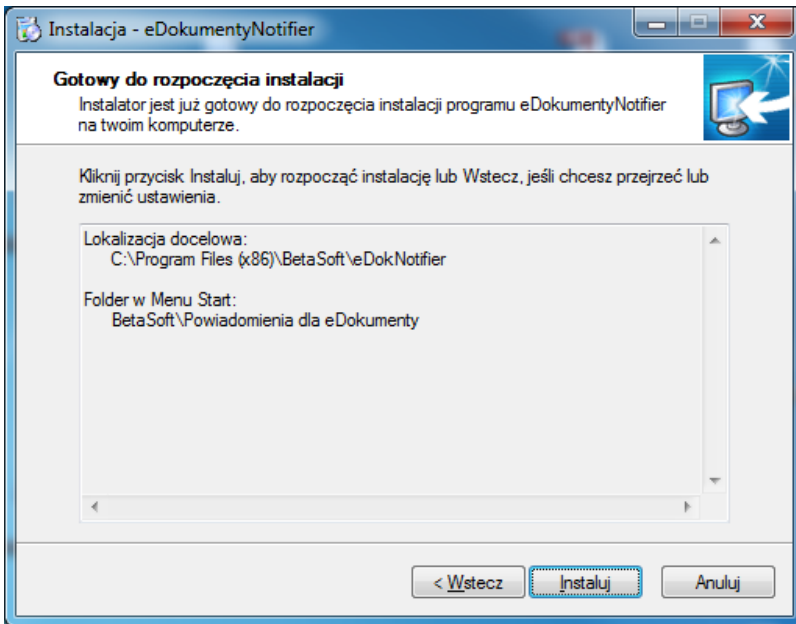 Instalacja - eDokumentyNotifier
Gotowy do rozpoczęcia instalacji
Instalator jest już gotowy do rozpoczęcia instalacji programu eDokumentyNotifier
na twoim komputerze.
Kliknij przycisk Instaluj, aby rozpocząć instalację lub Wstecz, jeśli chcesz przejrzeć lub
zmienić ustawienia.
Lokalizacja docelowa:
C:\Program Files (x86)\BetaSoft\eDokNotifier
Folder w Menu Start:
BetaSoft\Powiadomienia dla eDokumenty
< Wstecz
Instaluj
Anuluj